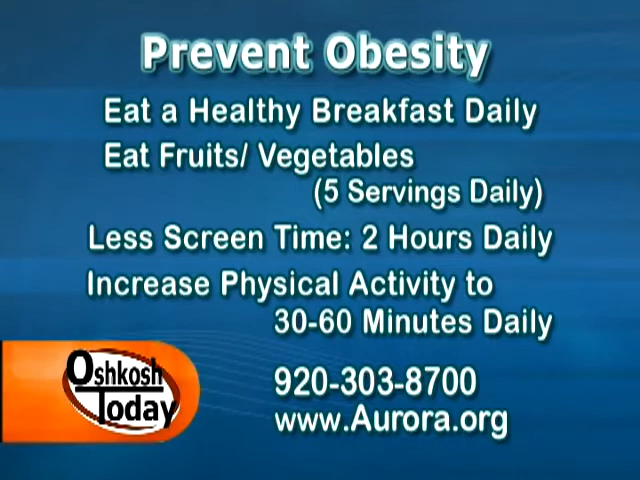 Prevent Obesity
Eat a Healthy Breakfast Daily
Eat Fruits/ Vegetables
(5 Servings Daily)
Less Screen Time: 2 Hours Daily
Increase Physical Activity to
30-60 Minutes Daily
Oshkosh
Today
920-303-8700
www.Aurora.org